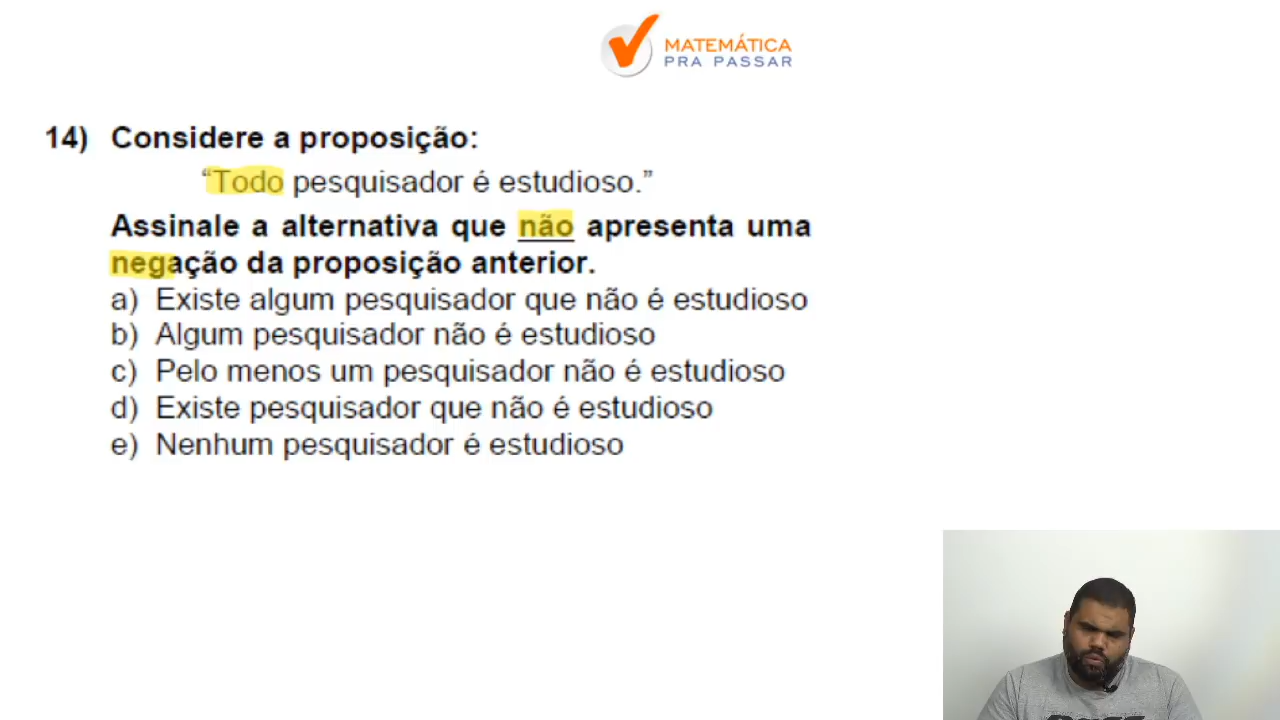 MATEMÁTICA
PRA PASSAR
14) Considere a proposição:
“Todo pesquisador é estudioso.”
Assinale a alternativa que não apresenta uma
negação da proposição anterior.
a) Existe algum pesquisador que não é estudioso
b) Algum pesquisador não é estudioso
c) Pelo menos um pesquisador não é estudioso
d) Existe pesquisador que não é estudioso
e) Nenhum pesquisador é estudioso